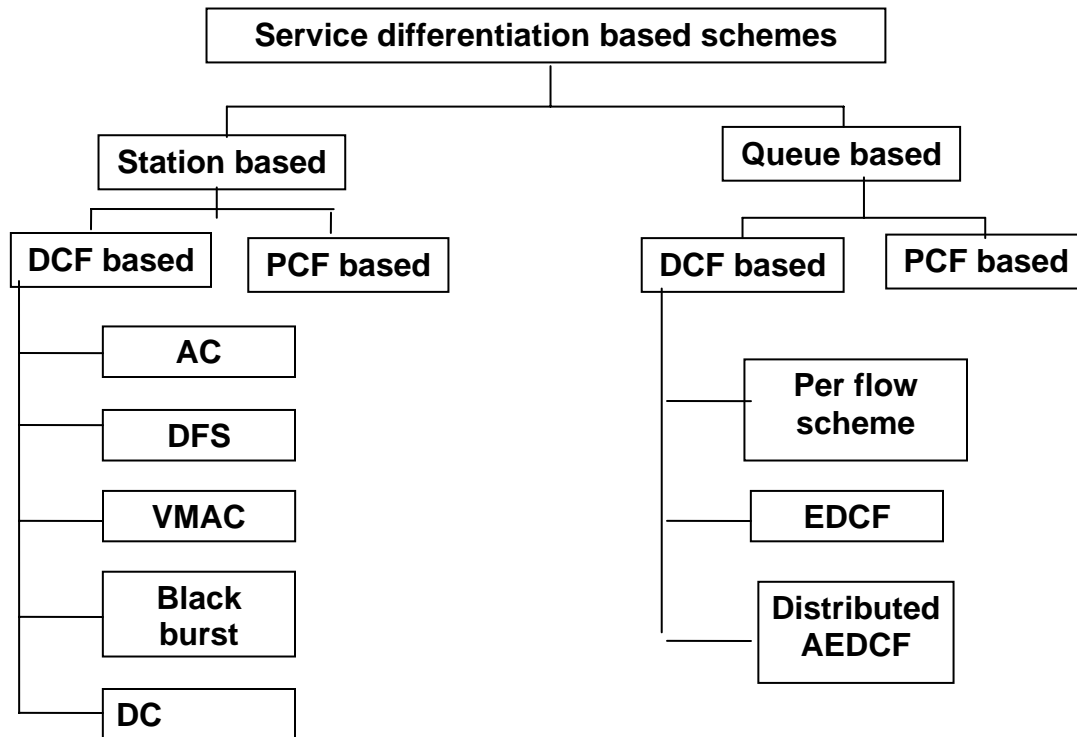 Service differentiation based schemes
Station based
Queue based
DCF based
PCF based
DCF based
PCF based
AC
DFS
VMAC
Black
burst
DC
Per flow
scheme
EDCF
Distributed
AEDCF